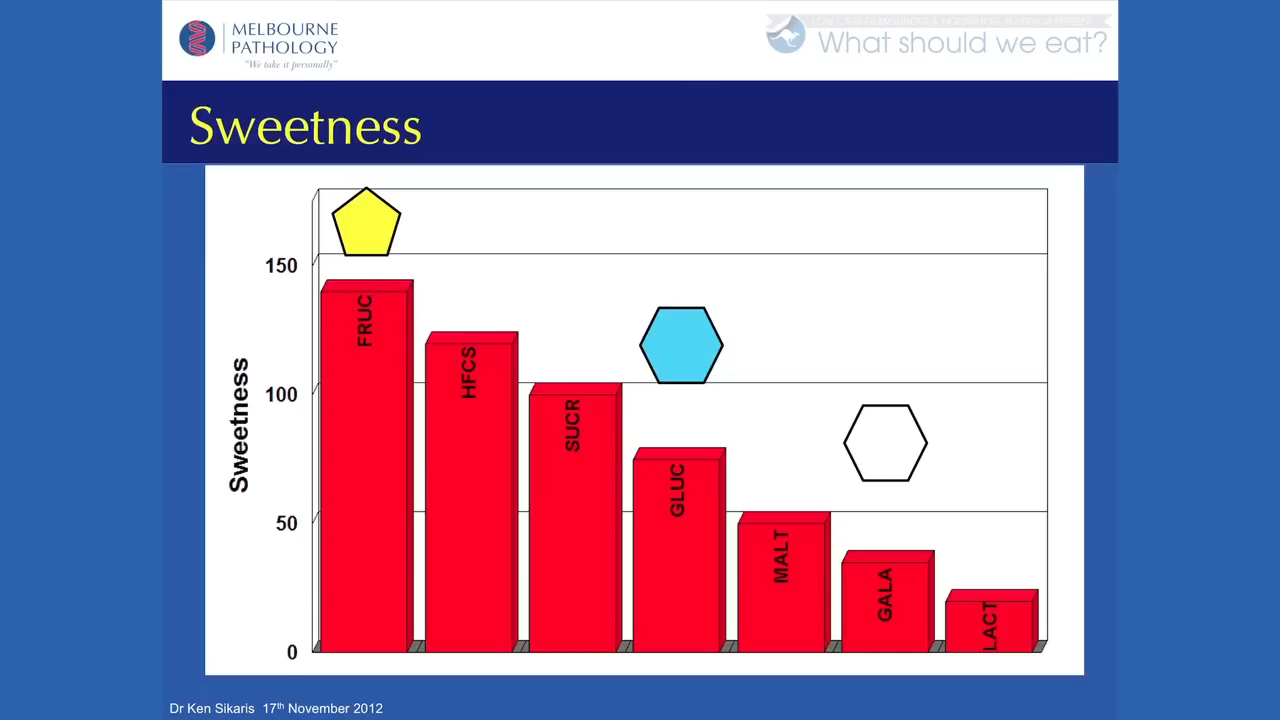 MELBOURNE
PATHOLOGY
"We take it personally"
What should we eat?
Sweetness
150
100
50
0
Sweetness
FRUC
HFCS
SUCR
GLUC
MALT
GALA
LACT
Dr Ken Sikaris 17th November 2012